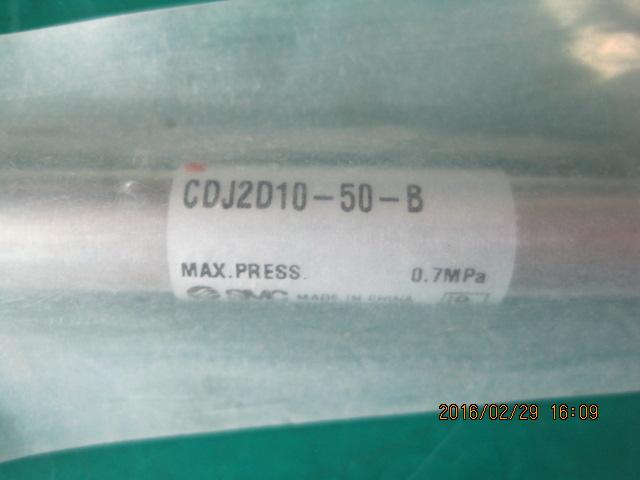 CDJ2D10-50-B
MAX.PRESS. 0.7MPa
SMC MADE IN CHINA
2016/02/29 16:09